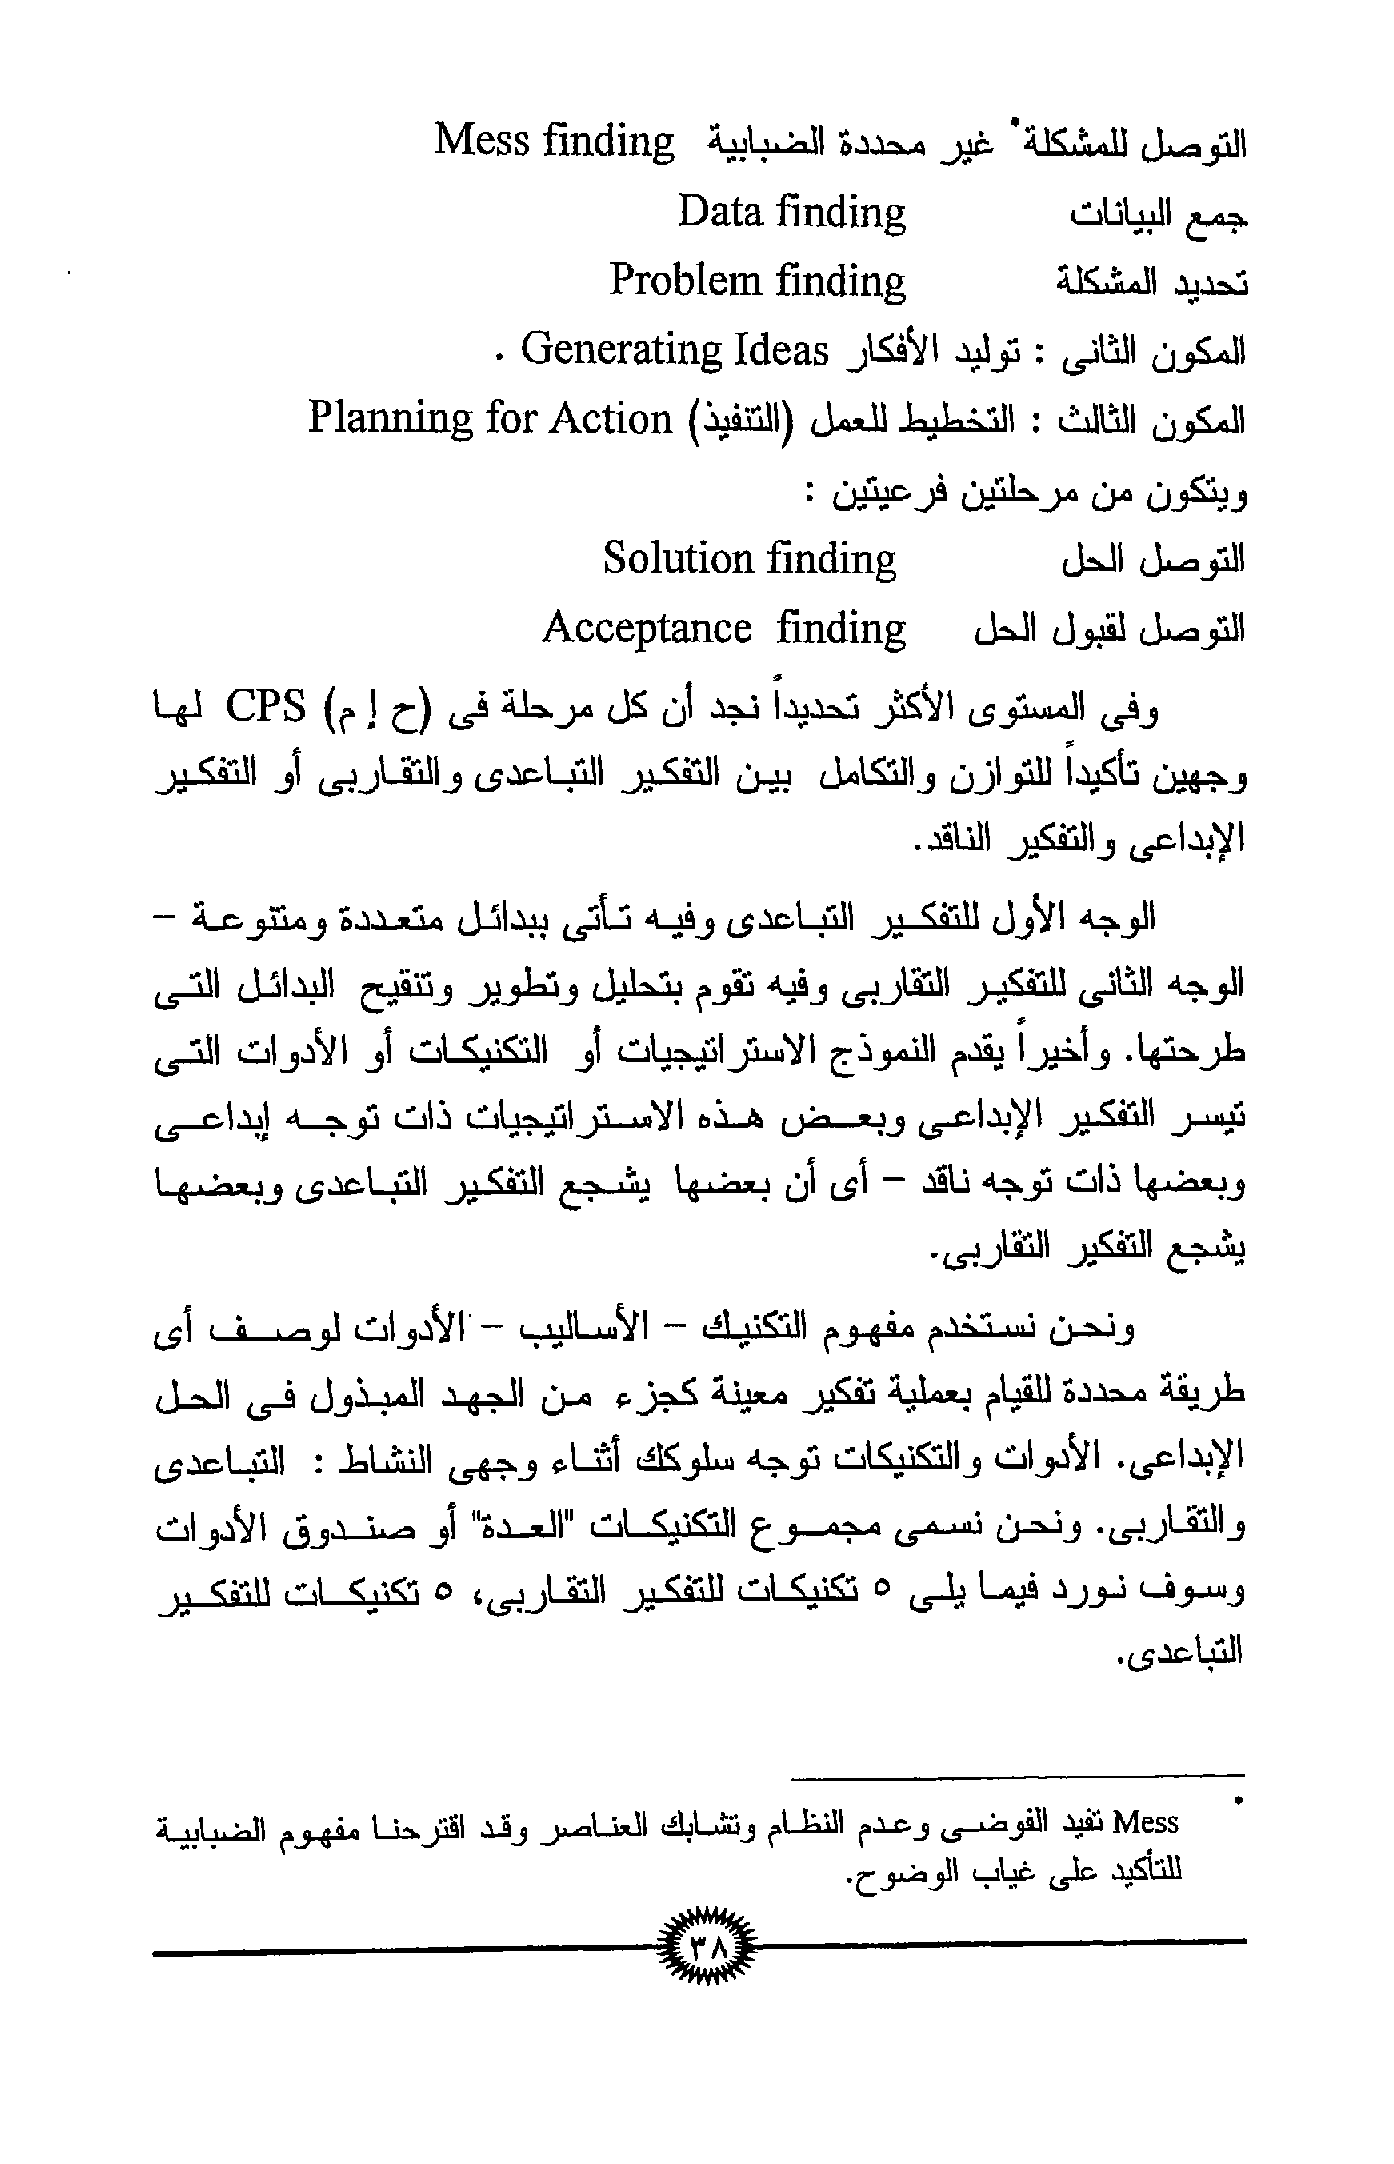 التوصل للمشكلة* غير محددة الضبابية Mess finding
جمع البيانات Data finding
تحديد المشكلة Problem finding
المكون الثانى : توليد الأفكار Generating Ideas .
المكون الثالث : التخطيط للعمل (التنفيذ) Planning for Action
ويتكون من مرحلتين فرعيتين :
التوصل الحل Solution finding
التوصل لقبول الحل Acceptance finding
وفى المستوى الأكثر تحديداً نجد أن كل مرحلة فى (ح إ م) CPS لها
وجهين تأكيداً للتوازن والتكامل بين التفكير التباعدى والتقاربى أو التفكير
الإبداعى والتفكير الناقد.
الوجه الأول للتفكير التباعدى وفيه تأتى ببدائل متعددة ومتنوعة –
الوجه الثانى للتفكير التقاربى وفيه تقوم بتحليل وتطوير وتنقيح البدائل التى
طرحتها. وأخيراً يقدم النموذج الاستراتيجيات أو التكنيكات أو الأدوات التى
تيسر التفكير الإبداعى وبعض هذه الاستراتيجيات ذات توجه إبداعى
وبعضها ذات توجه ناقد – أى أن بعضها يشجع التفكير التباعدى وبعضها
يشجع التفكير التقاربى.
ونحن نستخدم مفهوم التكنيك – الأساليب – الأدوات لوصف أى
طريقة محددة للقيام بعملية تفكير معينة كجزء من الجهد المبذول فى الحل
الإبداعى. الأدوات والتكنيكات توجه سلوكك أثناء وجهى النشاط : التباعدى
والتقاربى. ونحن نسمى مجموع التكنيكات "العدة" أو صندوق الأدوات
وسوف نورد فيما يلى ٥ تكنيكات للتفكير التقاربى، ٥ تكنيكات للتفكير
التباعدى.
* Mess تفيد الفوضى وعدم النظام وتشابك العناصر وقد اقترحنا مفهوم الضبابية
للتأكيد على غياب الوضوح.
٣٨